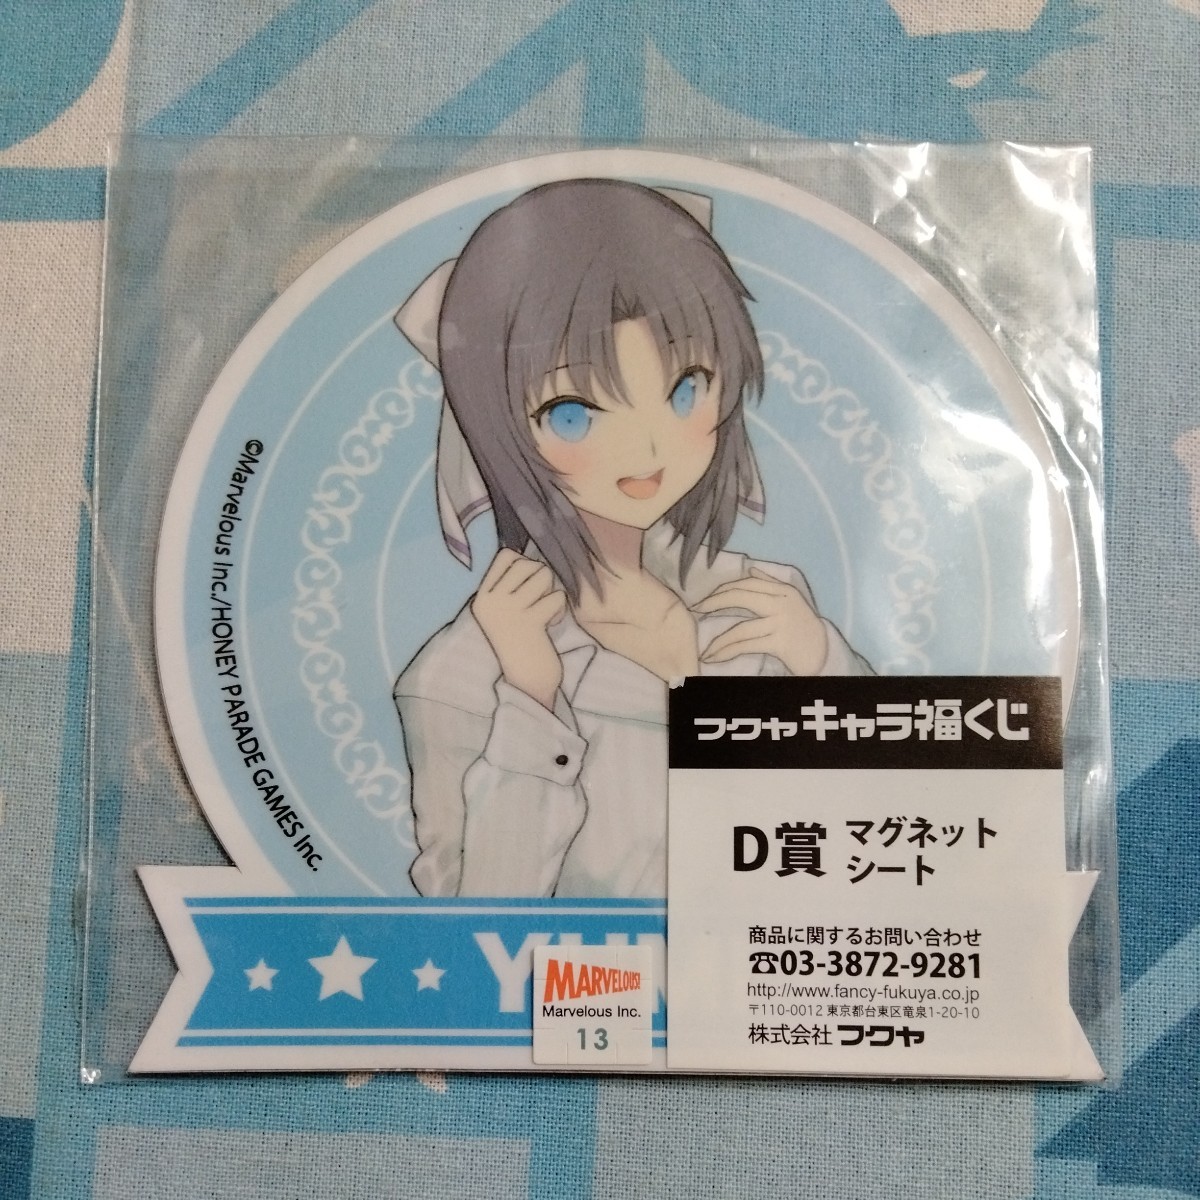 ©Marvelous Inc./HONEY PARADE GAMES Inc.
フクヤ キャラ福くじ
D賞 マグネット
シート
商品に関するお問い合わせ
☎03-3872-9281
http://www.fancy-fukuya.co.jp
〒110-0012 東京都台東区竜泉1-20-10
株式会社 フクヤ
MARVELOUS!
Marvelous Inc.
13